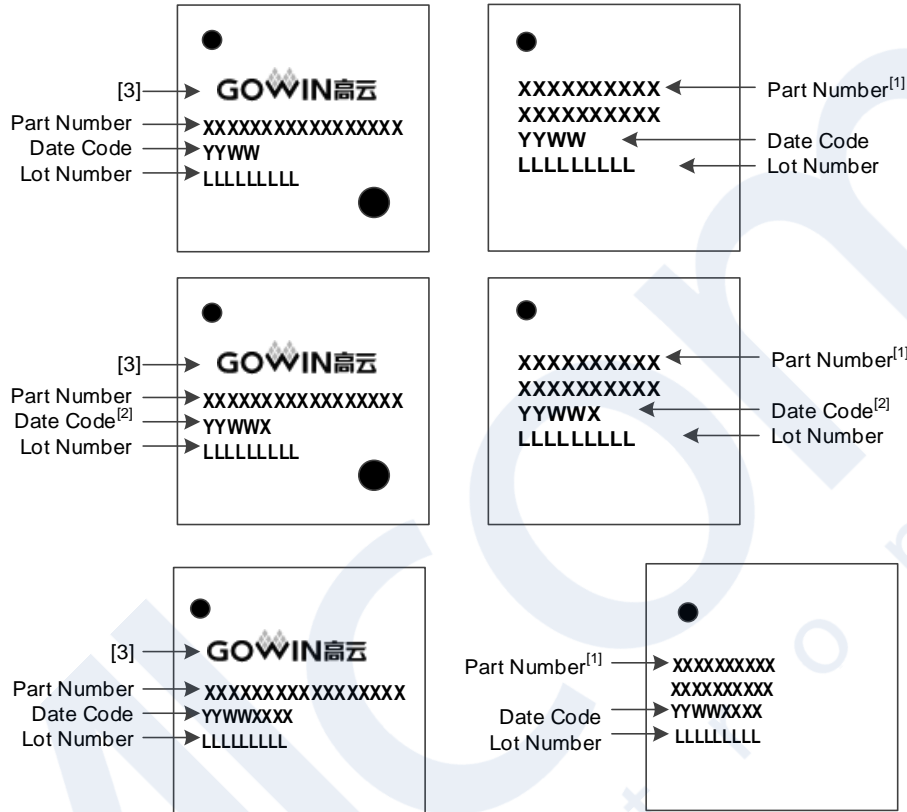 [3]
GOWIN高云
Part Number
XXXXXXXXXXXXXXXXX
Date Code
YYWW
Lot Number
LLLLLLLLL
XXXXXXXXXX
Part Number[1]
XXXXXXXXXX
YYWW
Date Code
LLLLLLLLL
Lot Number
[3]
GOWIN高云
Part Number
XXXXXXXXXXXXXXXXX
Date Code[2]
YYWWX
Lot Number
LLLLLLLLL
XXXXXXXXXX
Part Number[1]
XXXXXXXXXX
YYWWX
Date Code[2]
LLLLLLLLL
Lot Number
[3]
GOWIN高云
Part Number
XXXXXXXXXXXXXXXXX
Date Code
YYWWXXXX
Lot Number
LLLLLLLLL
Part Number[1]
XXXXXXXXXX
XXXXXXXXXX
Date Code
YYWWXXXX
Lot Number
LLLLLLLLL